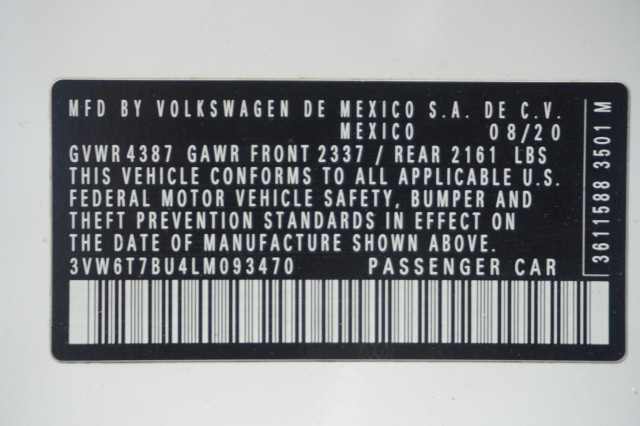 MFD BY VOLKSWAGEN DE MEXICO S.A. DE C.V.
MEXICO 08/20
GVWR 4387 GAWR FRONT 2337 / REAR 2161 LBS
THIS VEHICLE CONFORMS TO ALL APPLICABLE U.S.
FEDERAL MOTOR VEHICLE SAFETY, BUMPER AND
THEFT PREVENTION STANDARDS IN EFFECT ON
THE DATE OF MANUFACTURE SHOWN ABOVE.
3VW6T7BU4LM093470 PASSENGER CAR
36111588 3501 M